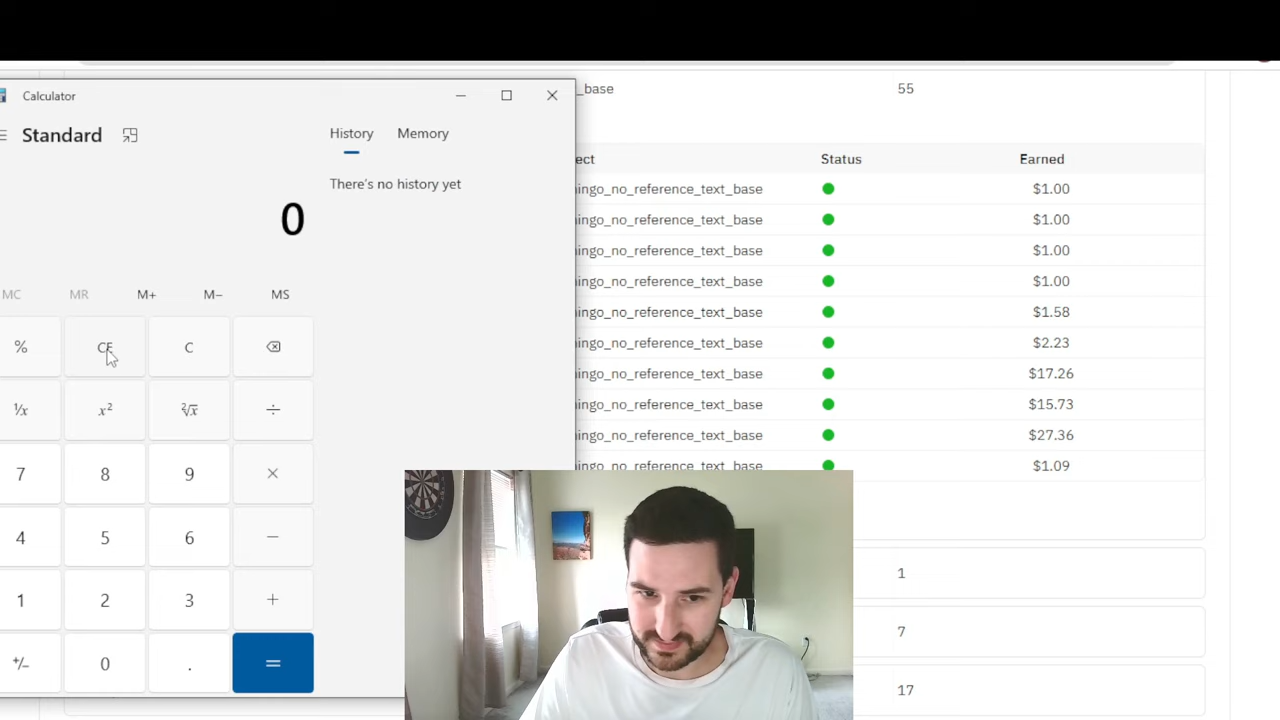 Calculator
Standard
History
Memory
There's no history yet
0
MC
MR
M+
M−
MS
%
CE
C
⌫
¹/x
x²
²√x
÷
7
8
9
×
4
5
6
−
1
2
3
+
+/−
0
.
=
_base
55
ect
Status
Earned
ingo_no_reference_text_base
$1.00
ingo_no_reference_text_base
$1.00
ingo_no_reference_text_base
$1.00
ingo_no_reference_text_base
$1.00
ingo_no_reference_text_base
$1.58
ingo_no_reference_text_base
$2.23
ingo_no_reference_text_base
$17.26
ingo_no_reference_text_base
$15.73
ingo_no_reference_text_base
$27.36
ingo_no_reference_text_base
$1.09
1
7
17